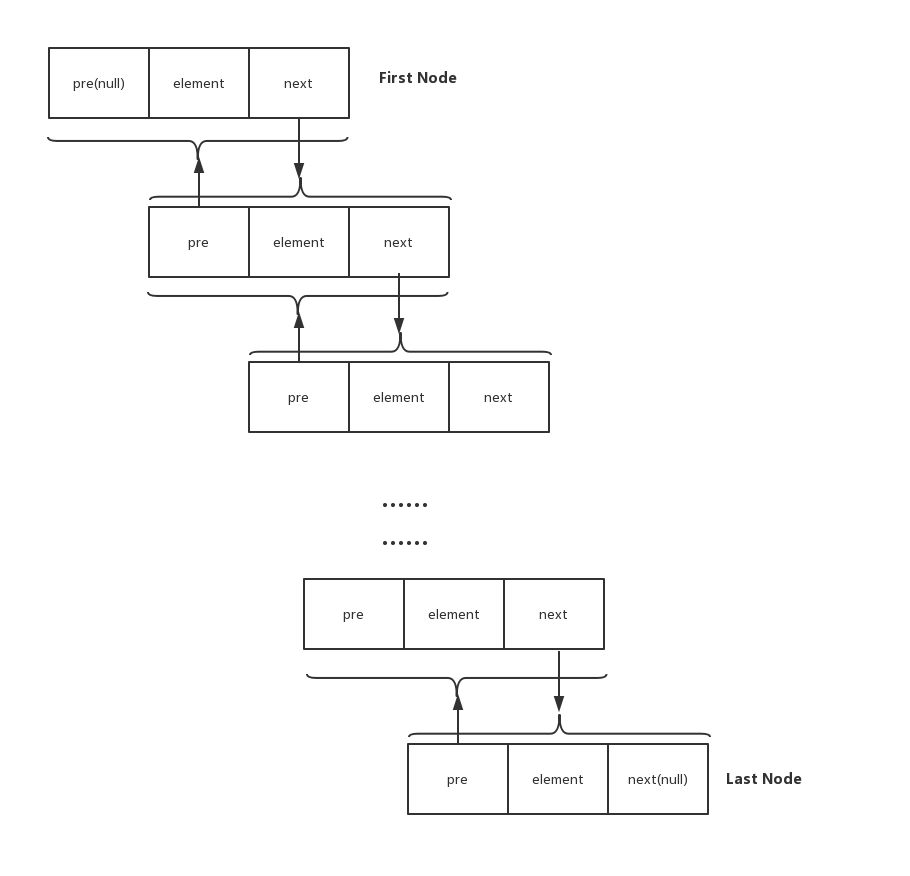 pre(null) element next First Node
pre element next
pre element next
......
......
pre element next
pre element next(null) Last Node